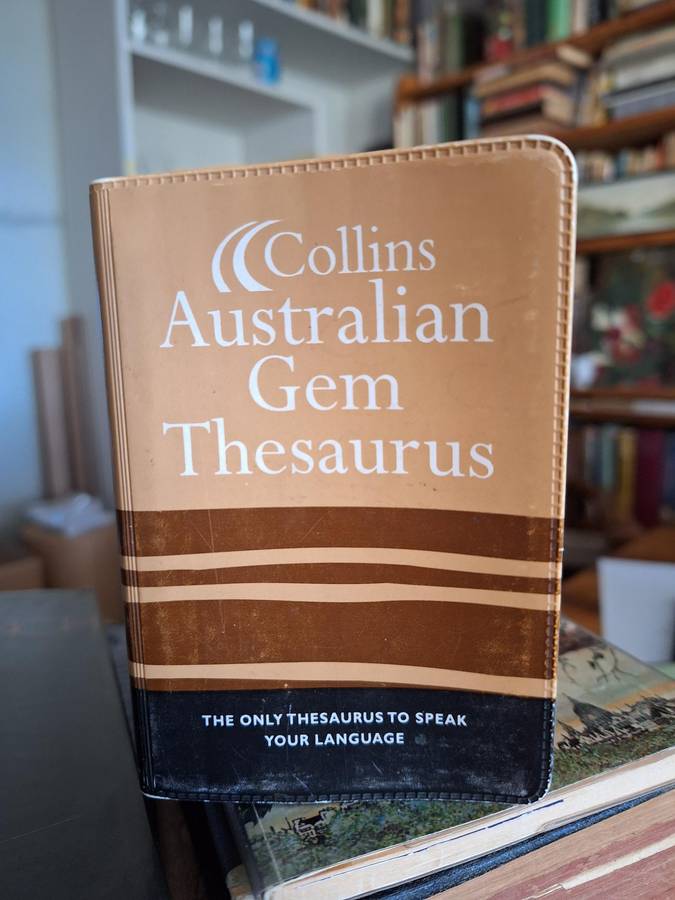 Collins
Australian
Gem
Thesaurus
THE ONLY THESAURUS TO SPEAK
YOUR LANGUAGE